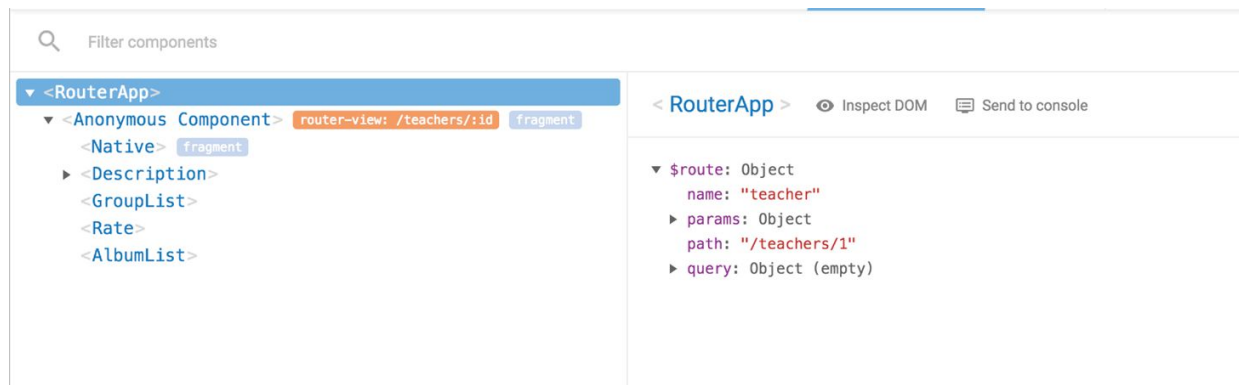 Filter components
<RouterApp>
<Anonymous Component> router-view: /teachers/:id fragment
<Native> fragment
<Description>
<GroupList>
<Rate>
<AlbumList>
< RouterApp > Inspect DOM Send to console
$route: Object
name: "teacher"
params: Object
path: "/teachers/1"
query: Object (empty)